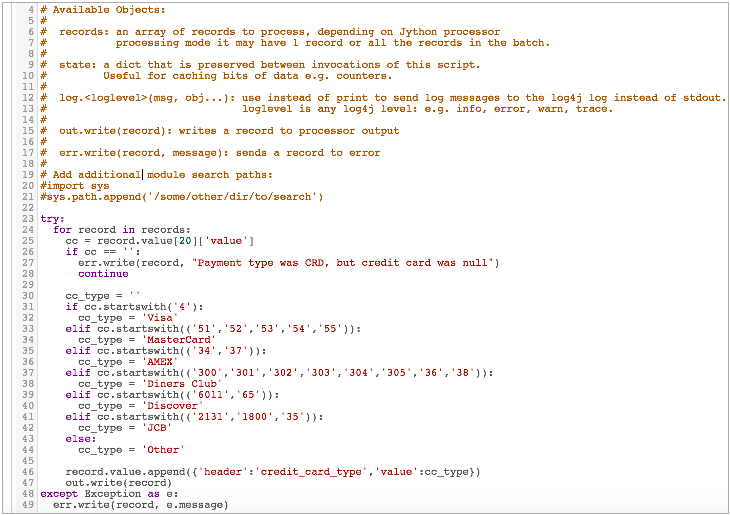 4 # Available Objects:
5 #
6 #  records: an array of records to process, depending on Jython processor
7 #           processing mode it may have 1 record or all the records in the batch.
8 #
9 #  state: a dict that is preserved between invocations of this script.
10 #         Useful for caching bits of data e.g. counters.
11 #
12 #  log.<loglevel>(msg, obj...): use instead of print to send log messages to the log4j log instead of stdout.
13 #                               loglevel is any log4j level: e.g. info, error, warn, trace.
14 #
15 #  out.write(record): writes a record to processor output
16 #
17 #  err.write(record, message): sends a record to error
18 #
19 # Add additional module search paths:
20 #import sys
21 #sys.path.append('/some/other/dir/to/search')
22
23 try:
24   for record in records:
25     cc = record.value[20]['value']
26     if cc == '':
27       err.write(record, "Payment type was CRD, but credit card was null")
28       continue
29
30     cc_type = ''
31     if cc.startswith('4'):
32       cc_type = 'Visa'
33     elif cc.startswith(('51','52','53','54','55')):
34       cc_type = 'MasterCard'
35     elif cc.startswith(('34','37')):
36       cc_type = 'AMEX'
37     elif cc.startswith(('300','301','302','303','304','305','36','38')):
38       cc_type = 'Diners Club'
39     elif cc.startswith(('6011','65')):
40       cc_type = 'Discover'
41     elif cc.startswith(('2131','1800','35')):
42       cc_type = 'JCB'
43     else:
44       cc_type = 'Other'
45
46     record.value.append({'header':'credit_card_type','value':cc_type})
47     out.write(record)
48 except Exception as e:
49   err.write(record, e.message)